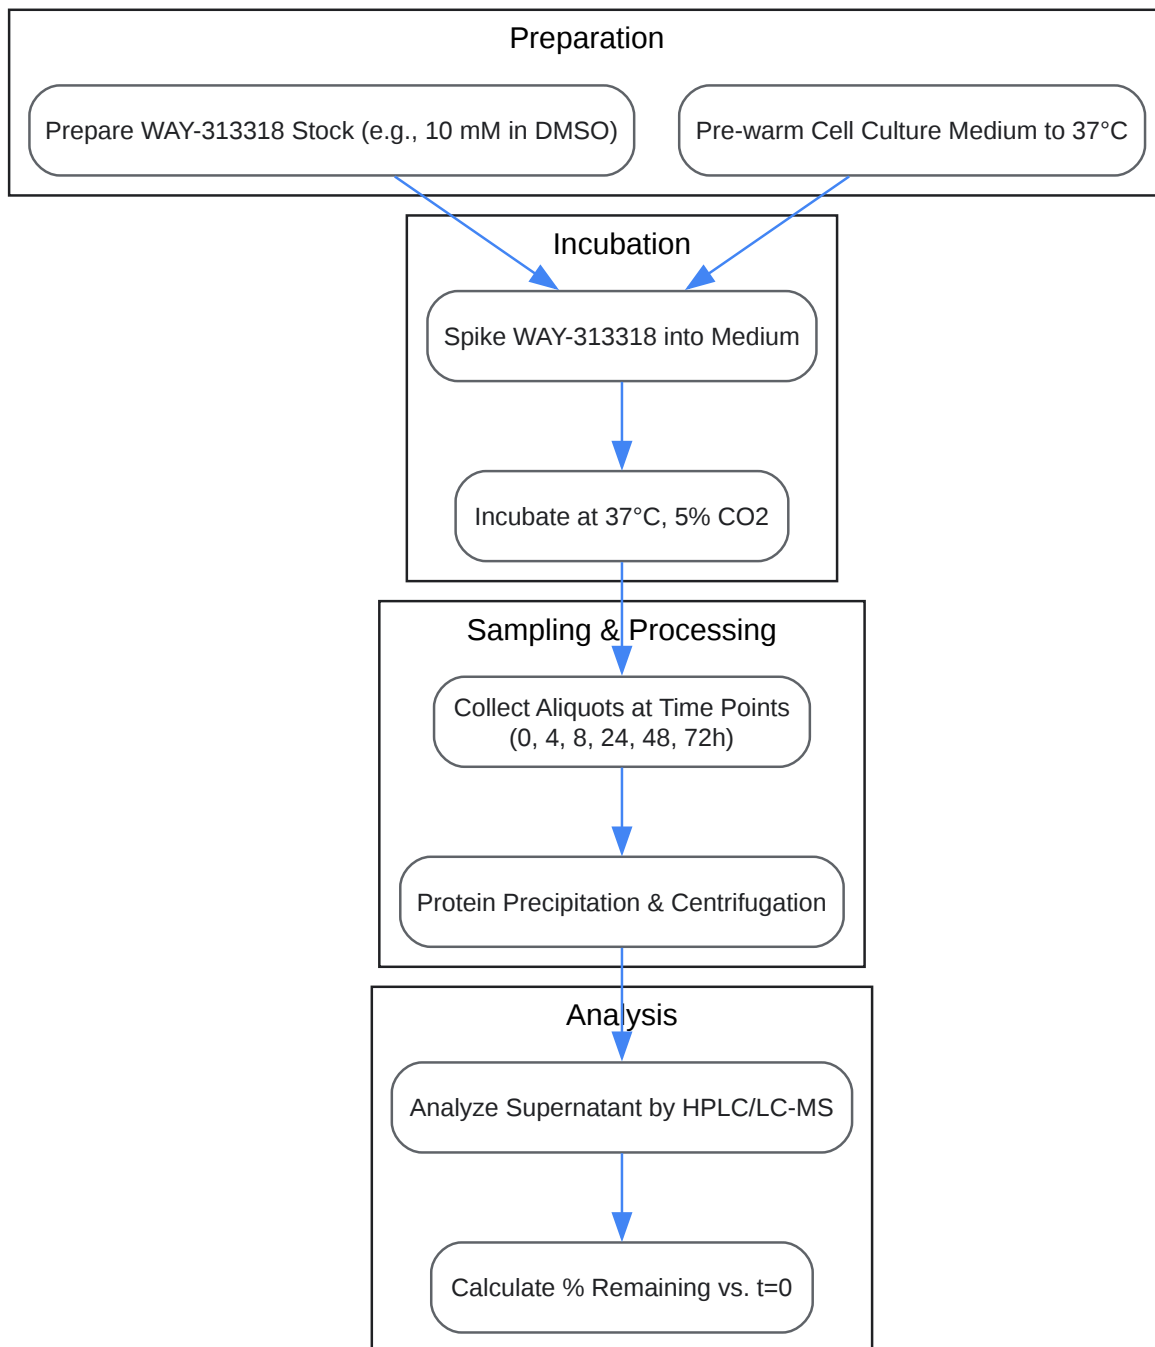 Preparation
Prepare WAY-313318 Stock (e.g., 10 mM in DMSO)
Pre-warm Cell Culture Medium to 37°C
Incubation
Spike WAY-313318 into Medium
Incubate at 37°C, 5% CO2
Sampling & Processing
Collect Aliquots at Time Points
(0, 4, 8, 24, 48, 72h)
Protein Precipitation & Centrifugation
Analysis
Analyze Supernatant by HPLC/LC-MS
Calculate % Remaining vs. t=0